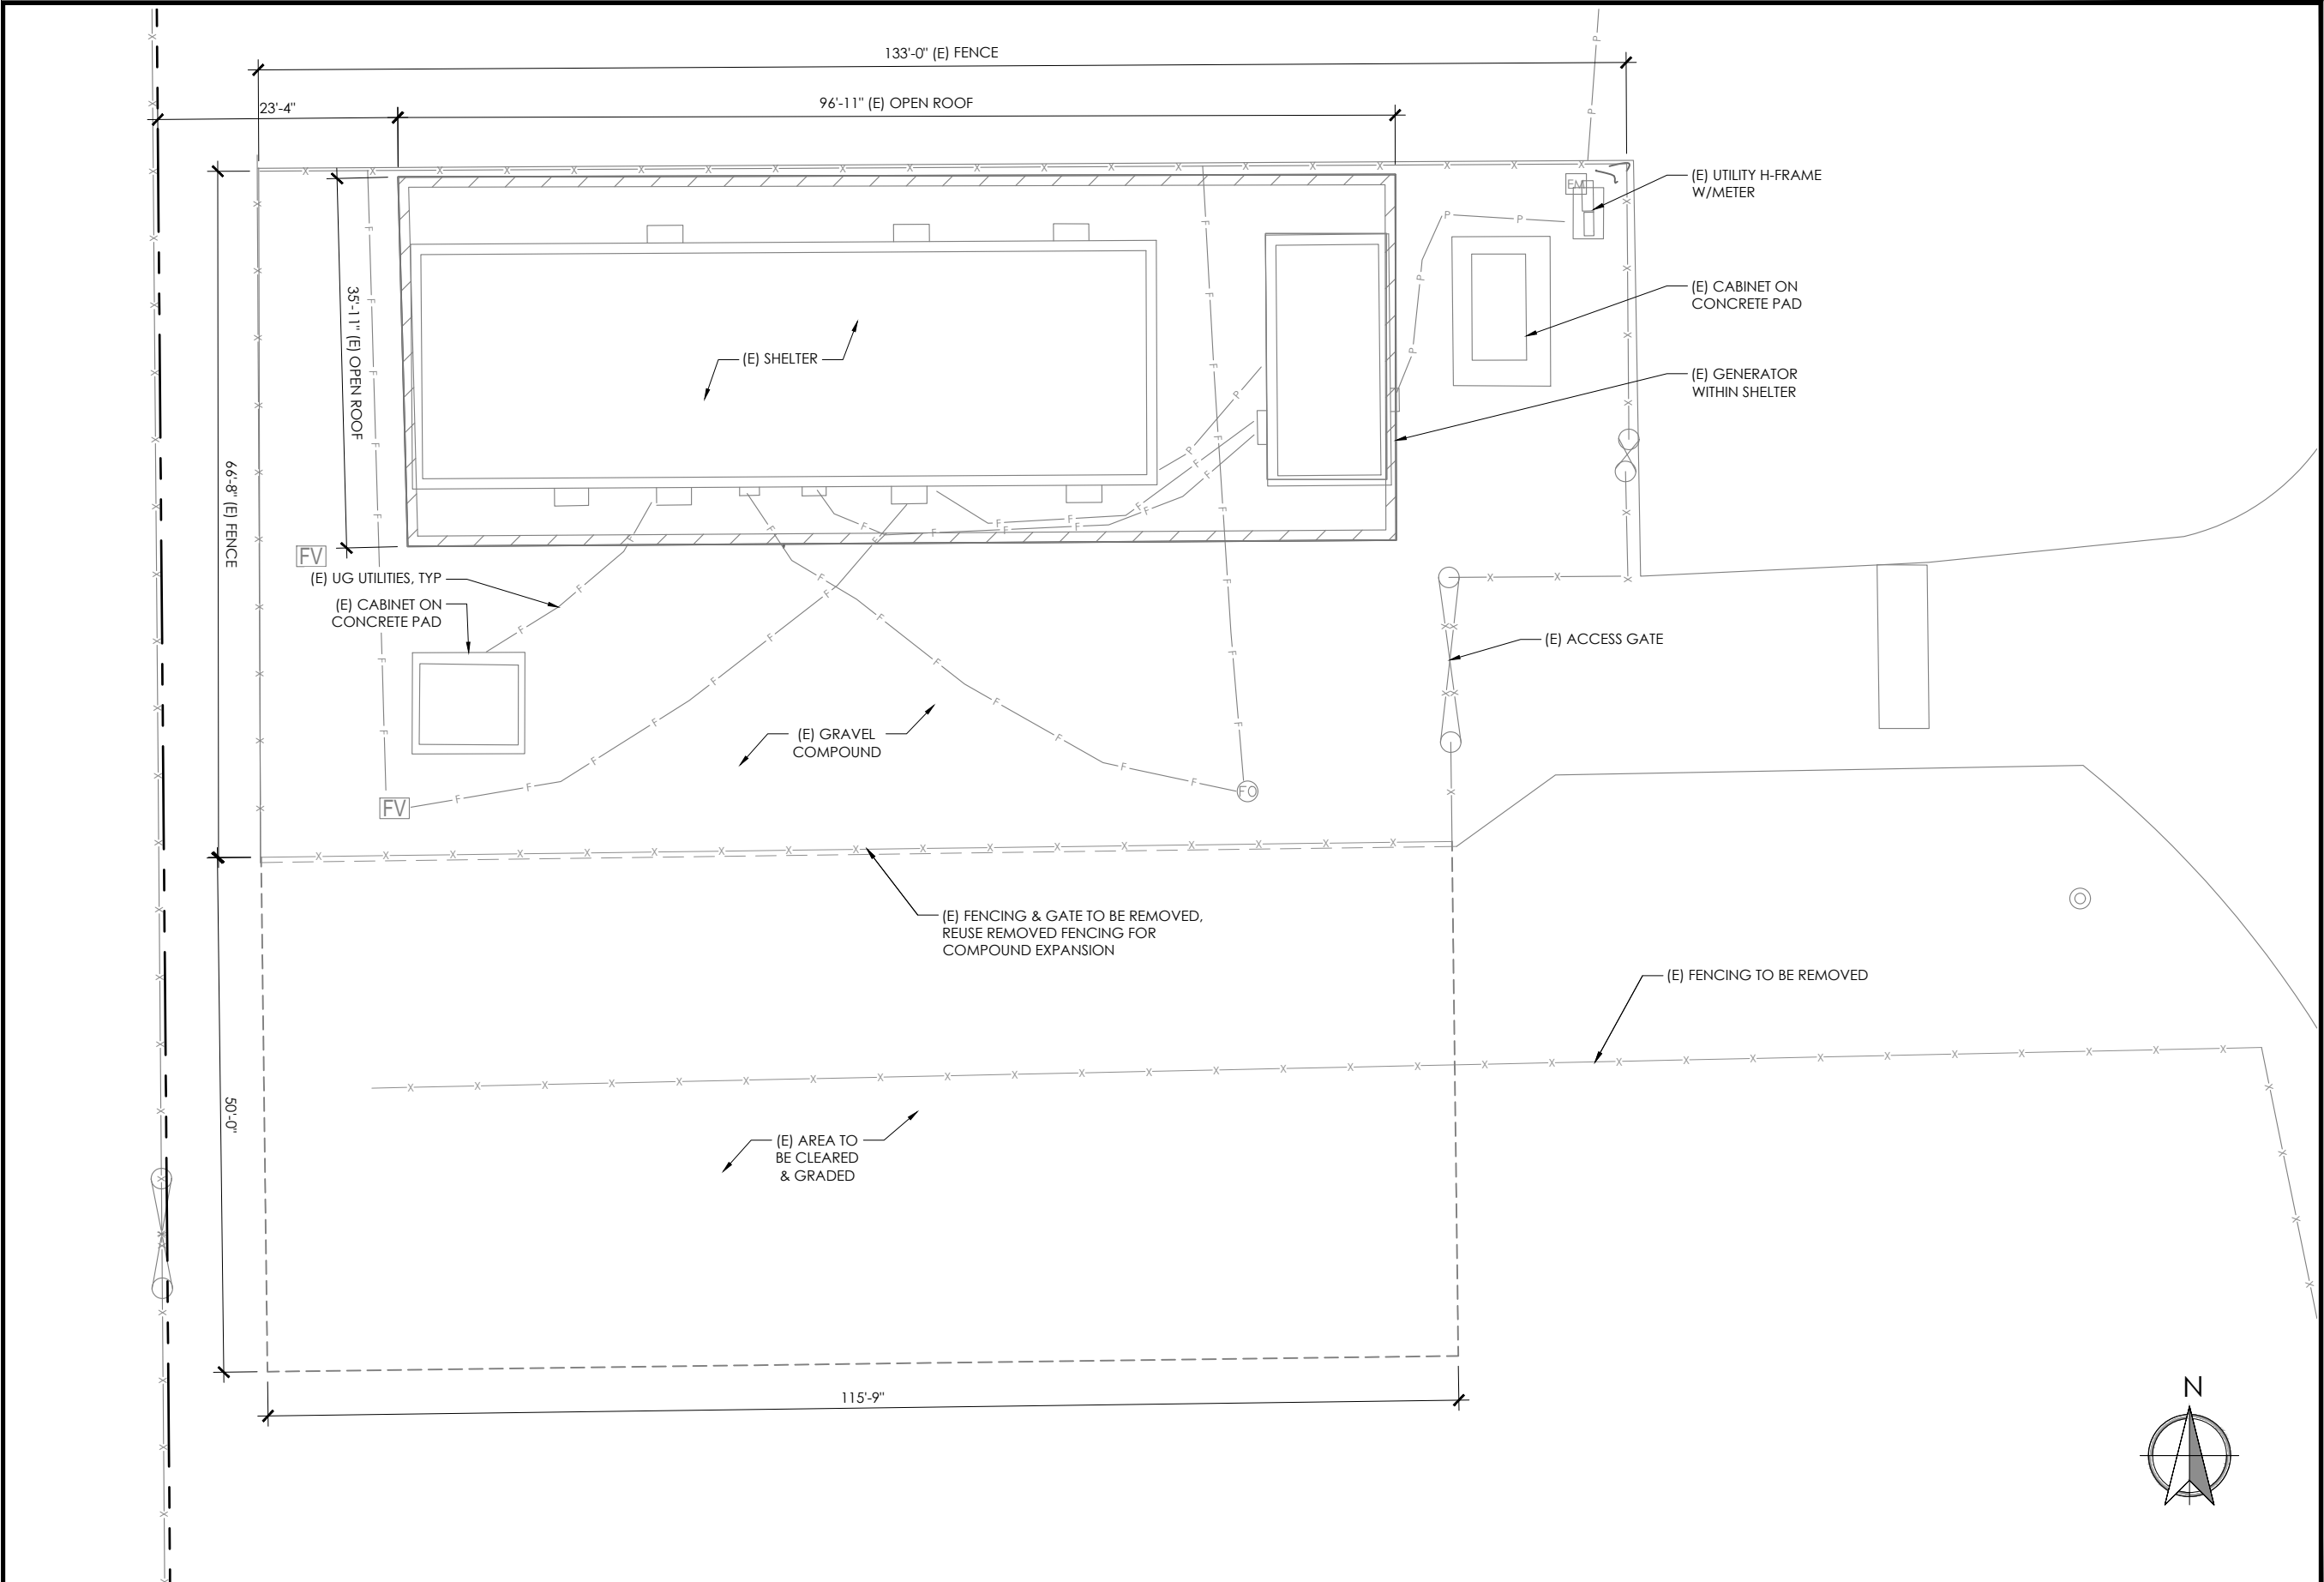 133'-0" (E) FENCE
23'-4"
96'-11" (E) OPEN ROOF
(E) UTILITY H-FRAME
W/METER
EM
(E) CABINET ON
CONCRETE PAD
35'-11" (E) OPEN ROOF
(E) SHELTER
(E) GENERATOR
WITHIN SHELTER
66'-8" (E) FENCE
FV
(E) UG UTILITIES, TYP
(E) CABINET ON
CONCRETE PAD
(E) ACCESS GATE
(E) GRAVEL
COMPOUND
FV
FO
(E) FENCING & GATE TO BE REMOVED,
REUSE REMOVED FENCING FOR
COMPOUND EXPANSION
(E) FENCING TO BE REMOVED
50'-0"
(E) AREA TO
BE CLEARED
& GRADED
115'-9"
N